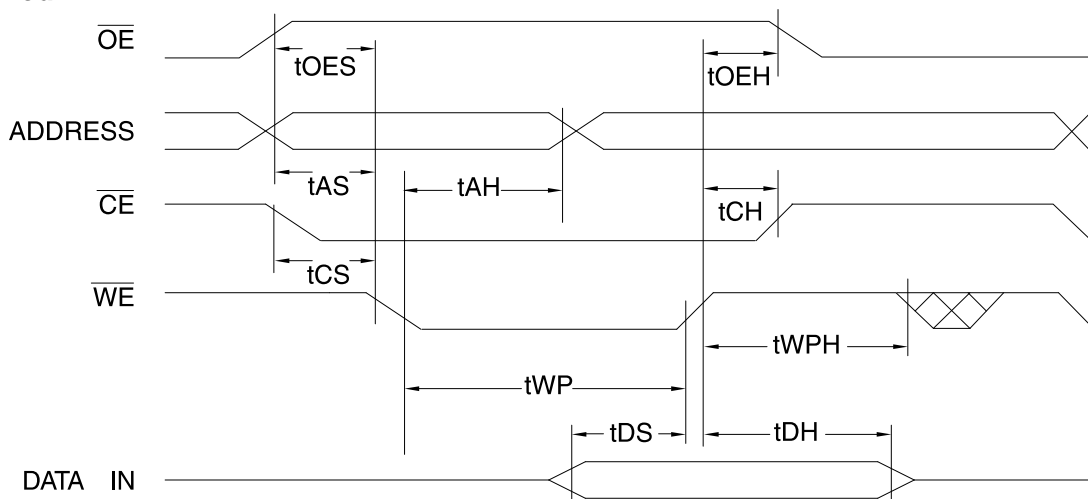 OE
tOES
tOEH
ADDRESS
tAS
tAH
tCH
CE
tCS
WE
tWPH
tWP
tDS
tDH
DATA IN